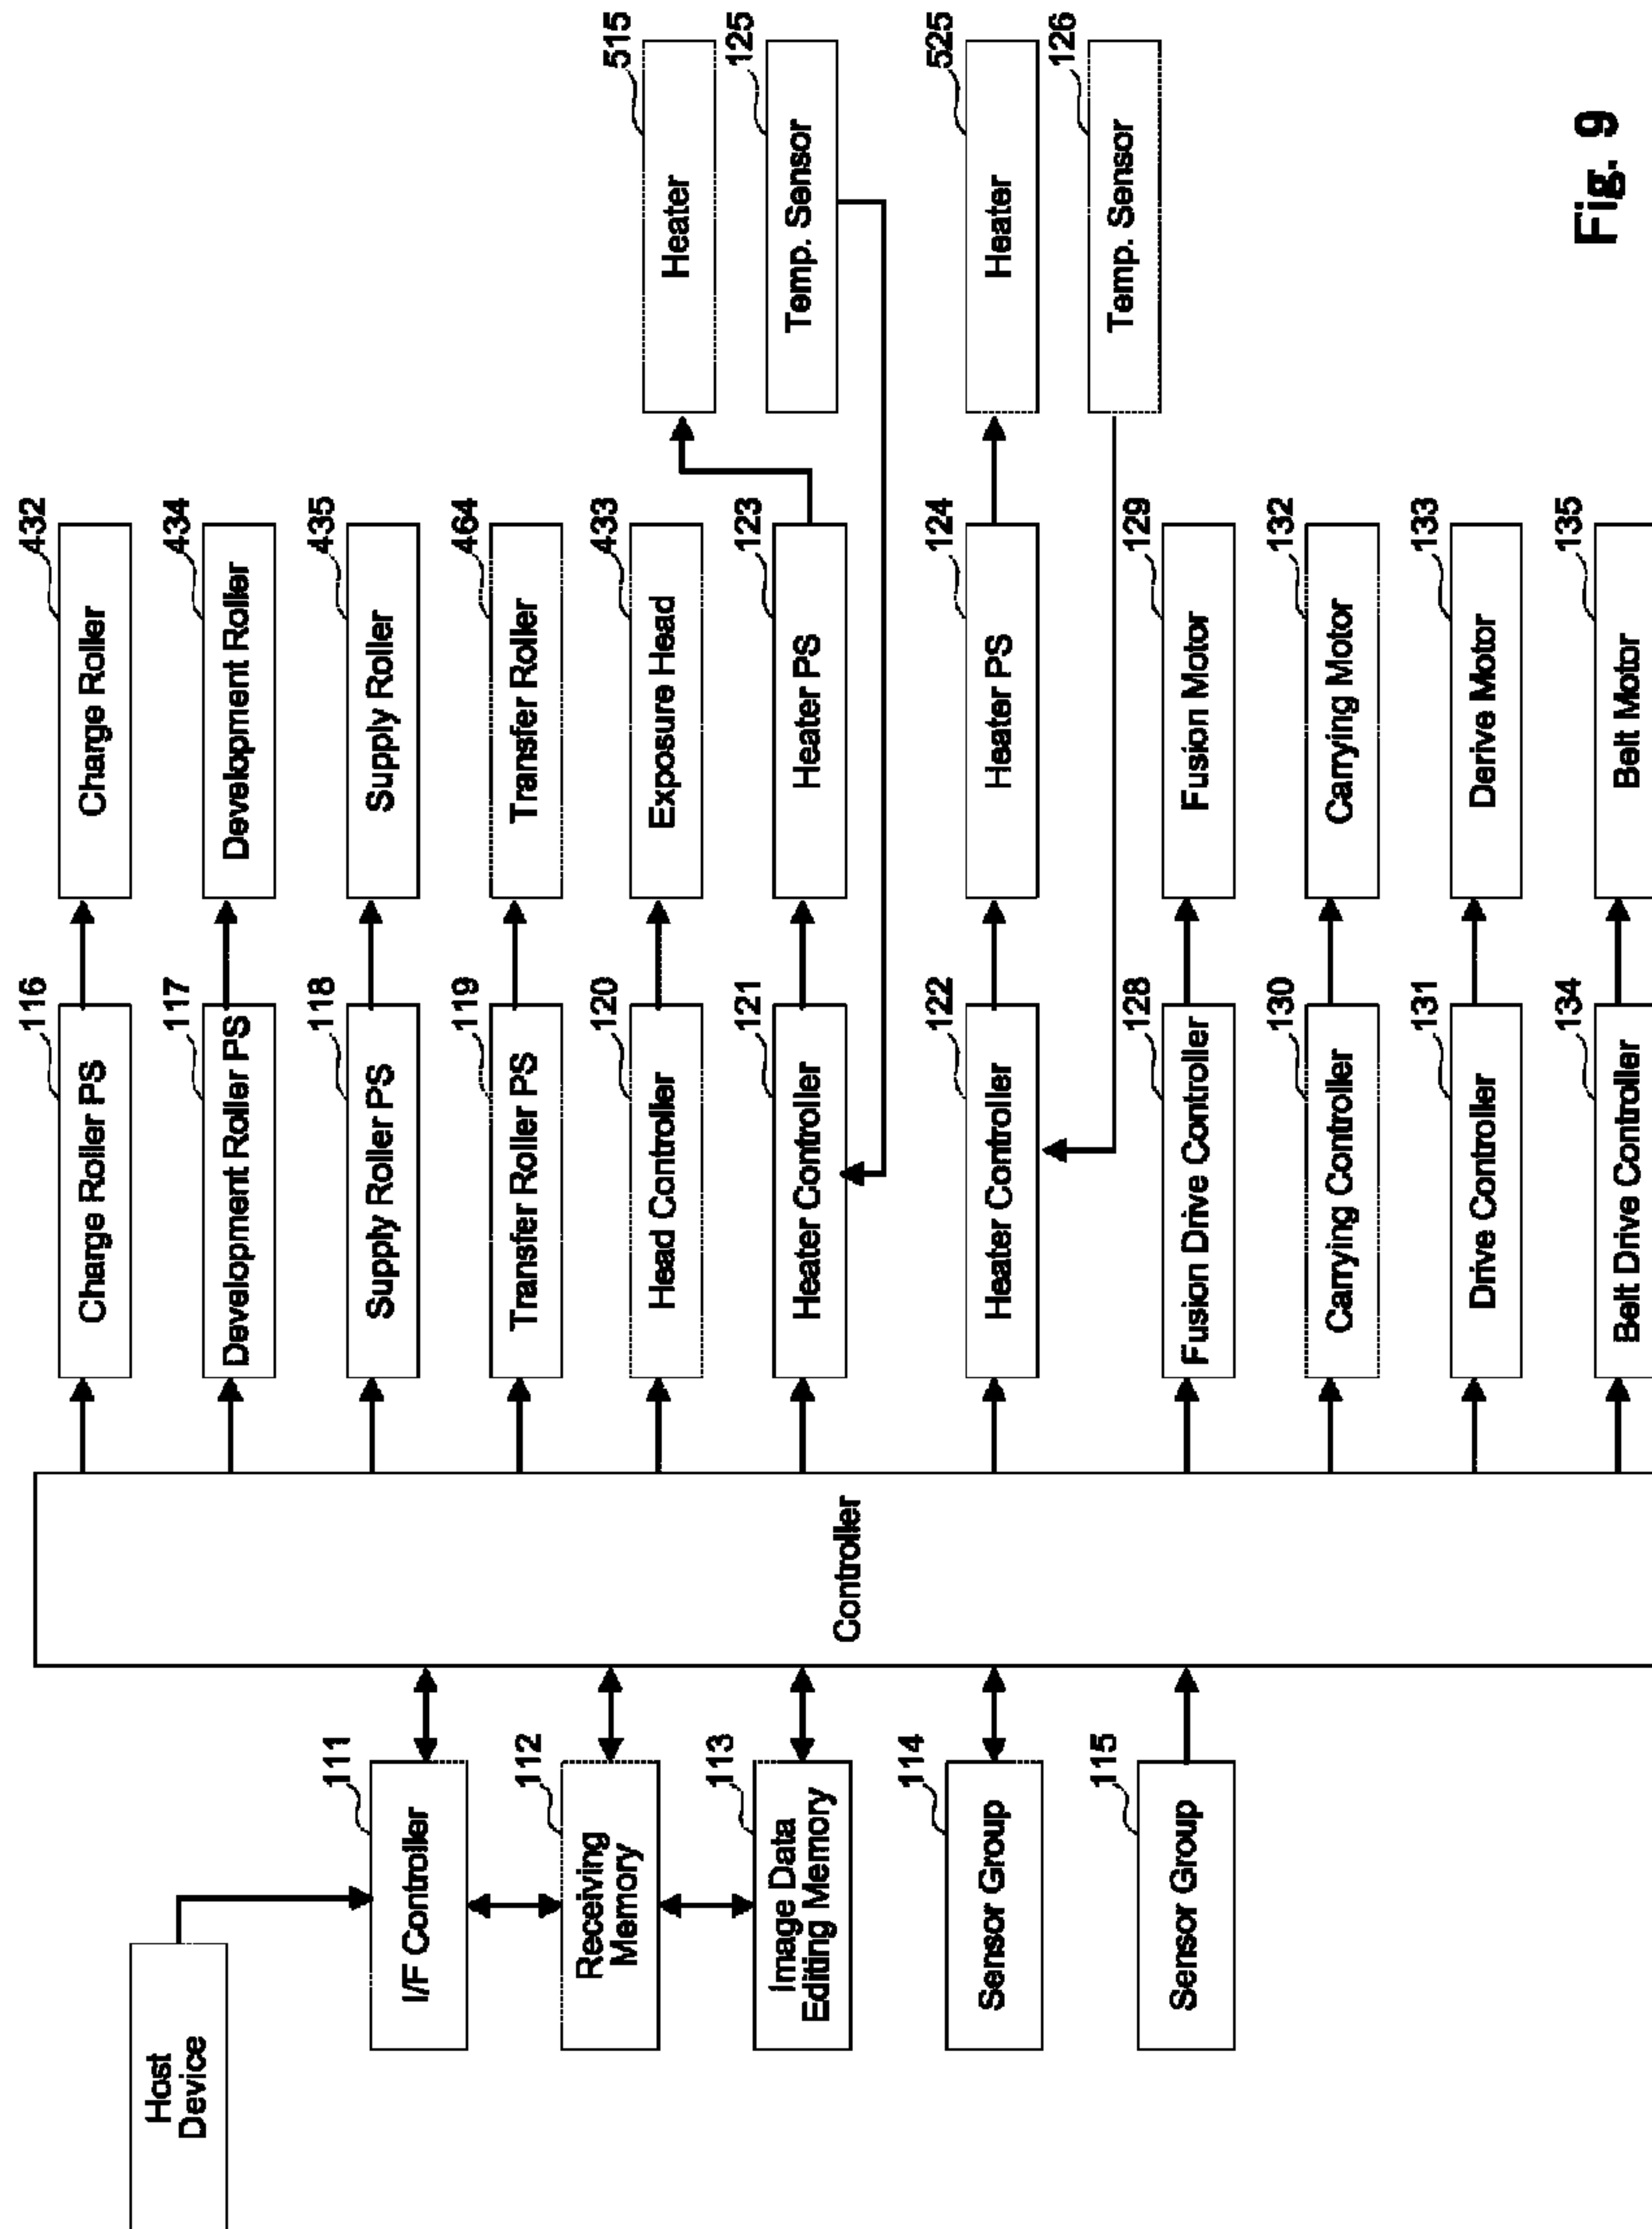 Host
Device
111
I/F Controller
112
Receiving
Memory
113
Image Data
Editing Memory
114
Sensor Group
115
Sensor Group
Controller
116
Charge Roller PS
432
Charge Roller
117
Development Roller PS
434
Development Roller
118
Supply Roller PS
435
Supply Roller
119
Transfer Roller PS
464
Transfer Roller
120
Head Controller
433
Exposure Head
121
Heater Controller
123
Heater PS
515
Heater
125
Temp. Sensor
122
Heater Controller
124
Heater PS
525
Heater
126
Temp. Sensor
128
Fusion Drive Controller
129
Fusion Motor
130
Carrying Controller
132
Carrying Motor
131
Drive Controller
133
Derive Motor
134
Belt Drive Controller
135
Belt Motor
Fig. 9